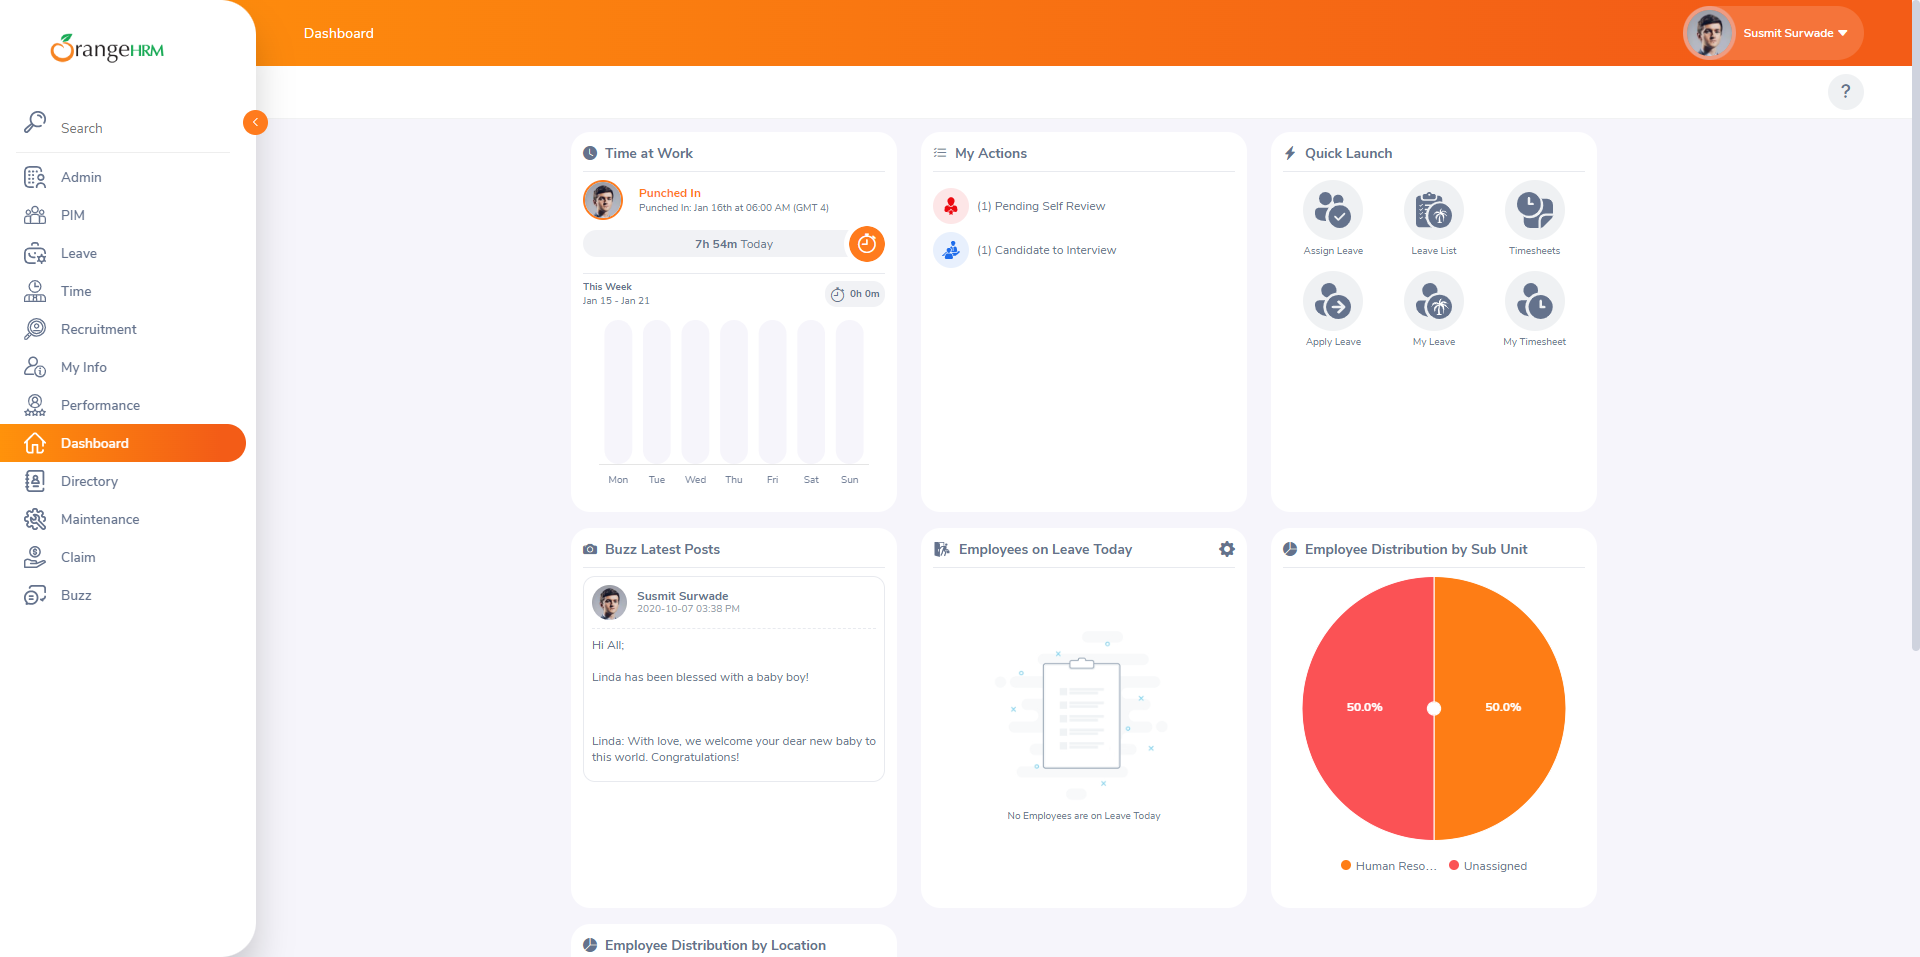 OrangeHRM
Search
Admin
PIM
Leave
Time
Recruitment
My Info
Performance
Dashboard
Directory
Maintenance
Claim
Buzz
Dashboard
Susmit Surwade
?
Time at Work
Punched In
Punched In: Jan 16th at 06:00 AM (GMT 4)
7h 54m Today
This Week
Jan 15 - Jan 21
0h 0m
Mon Tue Wed Thu Fri Sat Sun
My Actions
(1) Pending Self Review
(1) Candidate to Interview
Quick Launch
Assign Leave Leave List Timesheets
Apply Leave My Leave My Timesheet
Buzz Latest Posts
Susmit Surwade
2020-10-07 03:38 PM
Hi All;
Linda has been blessed with a baby boy!
Linda: With love, we welcome your dear new baby to
this world. Congratulations!
Employees on Leave Today
No Employees are on Leave Today
Employee Distribution by Sub Unit
50.0% 50.0%
Human Reso... Unassigned
Employee Distribution by Location